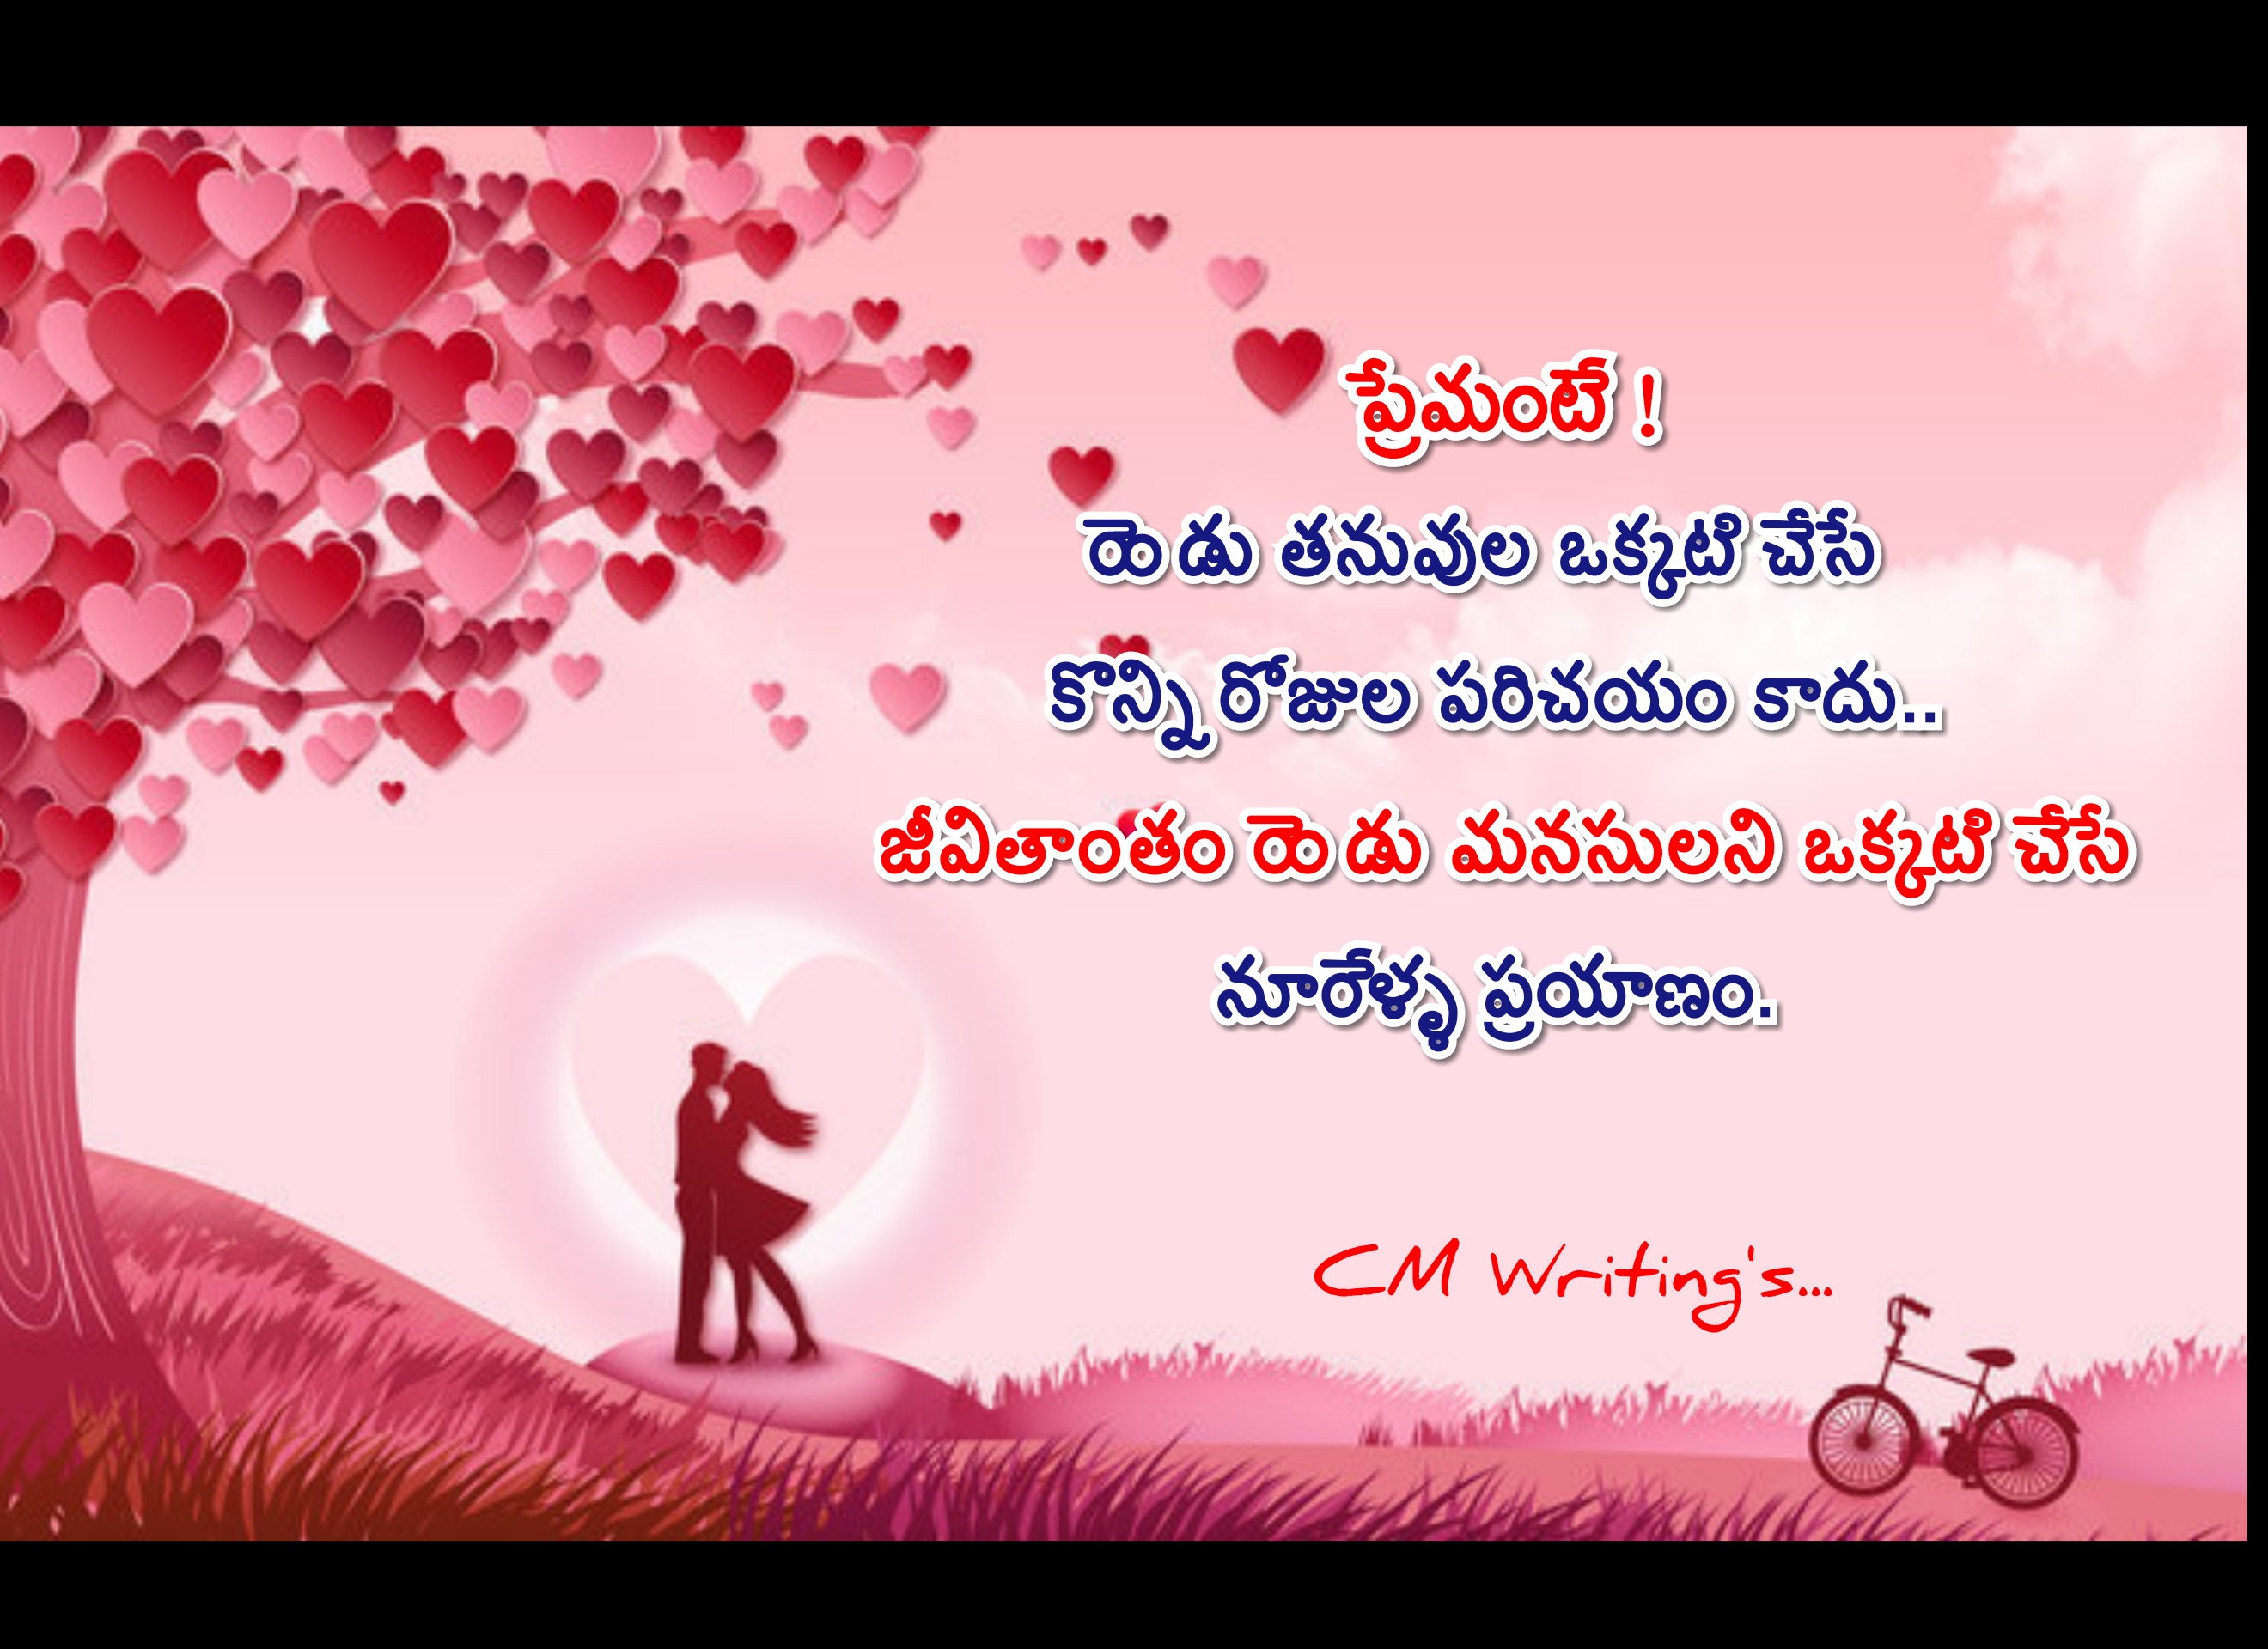 ప్రేమంటే !
రెండు తనువుల ఒక్కటి చేసే
కొన్ని రోజుల పరిచయం కాదు..
జీవితాంతం రెండు మనసులని ఒక్కటి చేసే
నూరేళ్ళ ప్రయాణం.
CM Writing's...